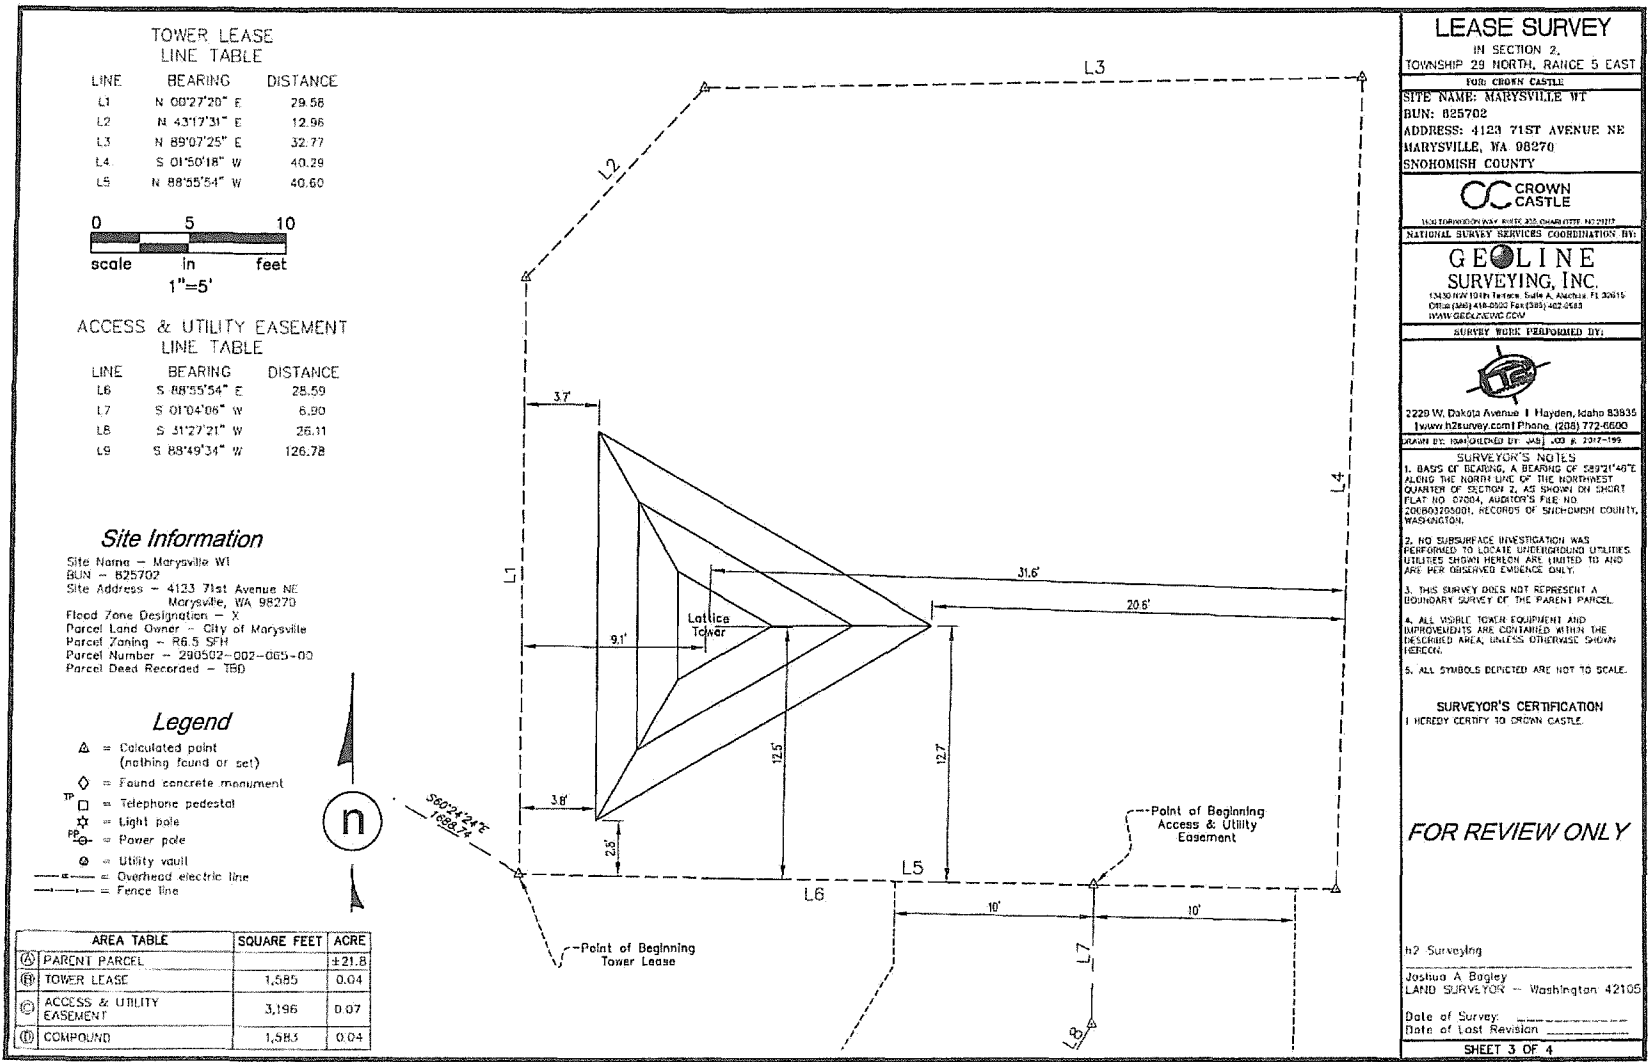 TOWER LEASE
LINE TABLE
LINE BEARING DISTANCE
L1 N 00°27'20" E 29.58
L2 N 43°17'31" E 12.96
L3 N 89°07'25" E 32.77
L4 S 01°50'18" W 40.29
L5 N 88°55'54" W 40.60
0 5 10
scale in feet
1"=5'
ACCESS & UTILITY EASEMENT
LINE TABLE
LINE BEARING DISTANCE
L6 S 88°55'54" E 28.59
L7 S 01°04'06" W 6.90
L8 S 31°27'21" W 26.11
L9 S 88°49'34" W 126.78
Site Information
Site Name - Marysville WT
BUN - 825702
Site Address - 4123 71st Avenue NE
Marysville, WA 98270
Flood Zone Designation - X
Parcel Land Owner - City of Marysville
Parcel Zoning - R6.5 SFH
Parcel Number - 290502-002-065-00
Parcel Deed Recorded - TBD
Legend
= Calculated point
(nothing found or set)
= Found concrete monument
TP = Telephone pedestal
= Light pole
PP = Power pole
= Utility vault
= Overhead electric line
= Fence line
n
AREA TABLE SQUARE FEET ACRE
A PARENT PARCEL ±21.8
B TOWER LEASE 1,585 0.04
C ACCESS & UTILITY
EASEMENT 3,196 0.07
D COMPOUND 1,583 0.04
L3
L2
L1
L4
3.7'
31.6'
20.6'
Lattice
Tower
9.1'
12.5'
12.7'
3.8'
2.8'
S60°24'24"E
1688.74
L5
L6
Point of Beginning
Access & Utility
Easement
10' 10'
Point of Beginning
Tower Lease
L7
L8
LEASE SURVEY
IN SECTION 2,
TOWNSHIP 29 NORTH, RANGE 5 EAST
FOR: CROWN CASTLE
SITE NAME: MARYSVILLE WT
BUN: 825702
ADDRESS: 4123 71ST AVENUE NE
MARYSVILLE, WA 98270
SNOHOMISH COUNTY
CROWN
CASTLE
NATIONAL SURVEY SERVICES COORDINATION BY:
GEOLINE
SURVEYING, INC.
SURVEY WORK PERFORMED BY:
H2
2229 W. Dakota Avenue | Hayden, Idaho 83835
www.h2survey.com | Phone (208) 772-6600
SURVEYOR'S NOTES
1. BASIS OF BEARING, A BEARING OF S89°21'46"E
ALONG THE NORTH LINE OF THE NORTHWEST
QUARTER OF SECTION 2, AS SHOWN ON SHORT
PLAT NO. 07004, AUDITOR'S FILE NO.
RECORDS OF SNOHOMISH COUNTY,
WASHINGTON.
2. NO SUBSURFACE INVESTIGATION WAS
PERFORMED TO LOCATE UNDERGROUND UTILITIES.
UTILITIES SHOWN HEREON ARE LIMITED TO AND
ARE PER OBSERVED EVIDENCE ONLY.
3. THIS SURVEY DOES NOT REPRESENT A
BOUNDARY SURVEY OF THE PARENT PARCEL.
4. ALL VISIBLE TOWER EQUIPMENT AND
IMPROVEMENTS ARE CONTAINED WITHIN THE
DESCRIBED AREA, UNLESS OTHERWISE SHOWN
HEREON.
5. ALL SYMBOLS DEPICTED ARE NOT TO SCALE.
SURVEYOR'S CERTIFICATION
I HEREBY CERTIFY TO CROWN CASTLE.
FOR REVIEW ONLY
h2 Surveying
Joshua A Bagley
LAND SURVEYOR - Washington 42105
Date of Survey:
Date of Last Revision
SHEET 3 OF 4